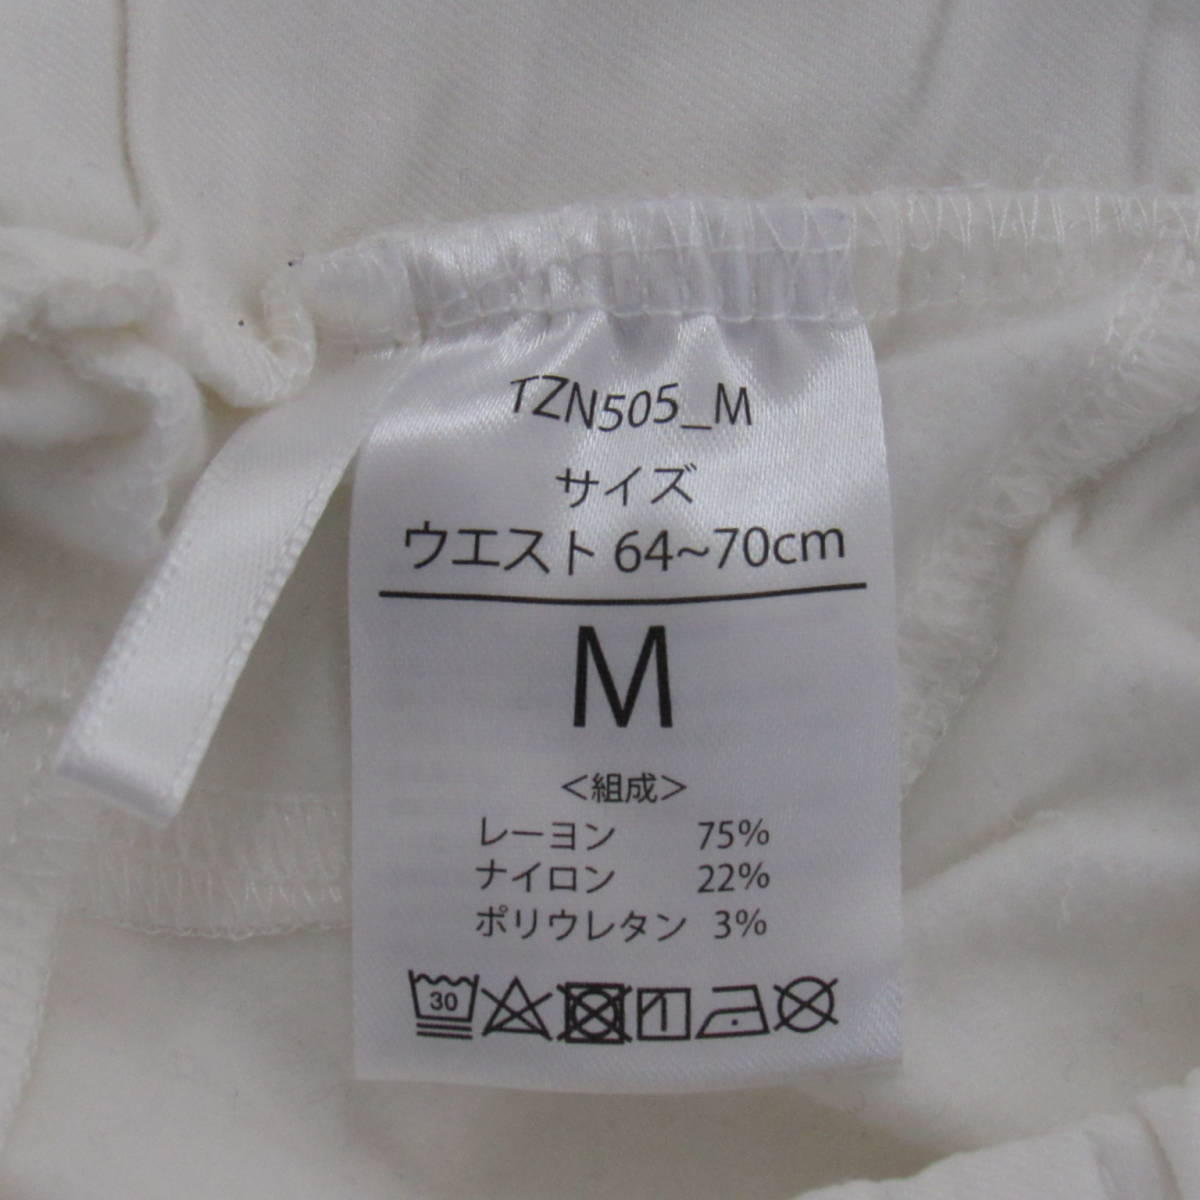 TZN505_M
サイズ
ウエスト 64~70cm
M
＜組成＞
レーヨン 75%
ナイロン 22%
ポリウレタン 3%
30